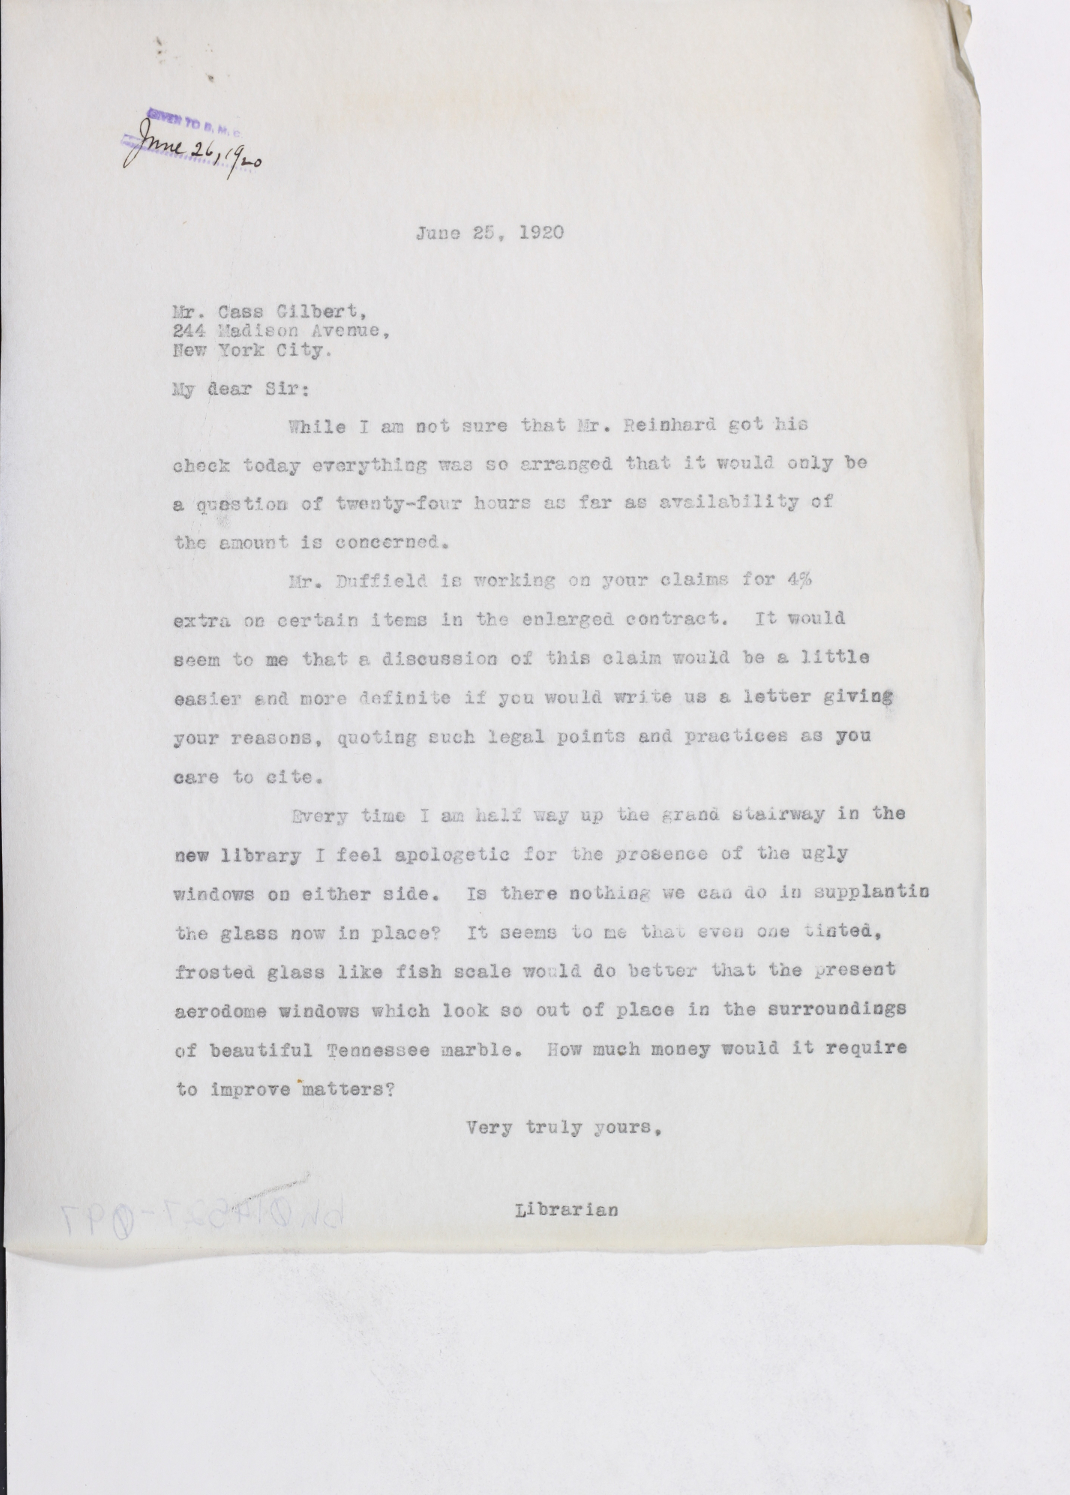 GIVEN TO B. M. C.
June 26, 1920
June 25, 1920
Mr. Cass Gilbert,
244 Madison Avenue,
New York City.
My dear Sir:
While I am not sure that Mr. Reinhard got his
check today everything was so arranged that it would only be
a question of twenty-four hours as far as availability of
the amount is concerned.
Mr. Duffield is working on your claims for 4%
extra on certain items in the enlarged contract. It would
seem to me that a discussion of this claim would be a little
easier and more definite if you would write us a letter giving
your reasons, quoting such legal points and practices as you
care to cite.
Every time I am half way up the grand stairway in the
new library I feel apologetic for the presence of the ugly
windows on either side. Is there nothing we can do in supplantin
the glass now in place? It seems to me that even one tinted,
frosted glass like fish scale would do better that the present
aerodome windows which look so out of place in the surroundings
of beautiful Tennessee marble. How much money would it require
to improve matters?
Very truly yours,
Librarian